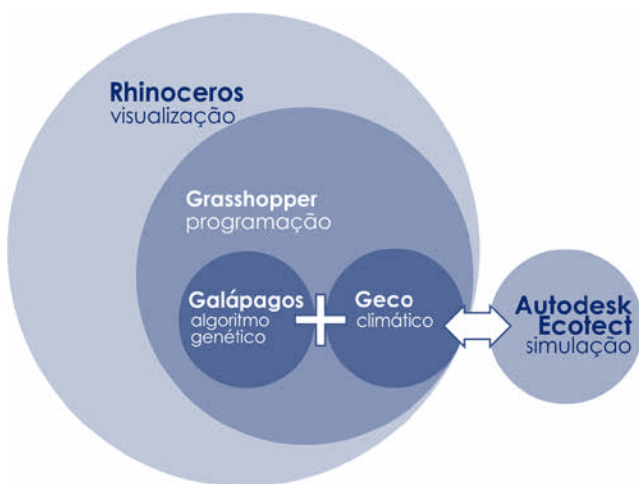 Rhinoceros
visualização
Grasshopper
programação
Galápagos
algoritmo
genético
Geco
climático
Autodesk
Ecotect
simulação